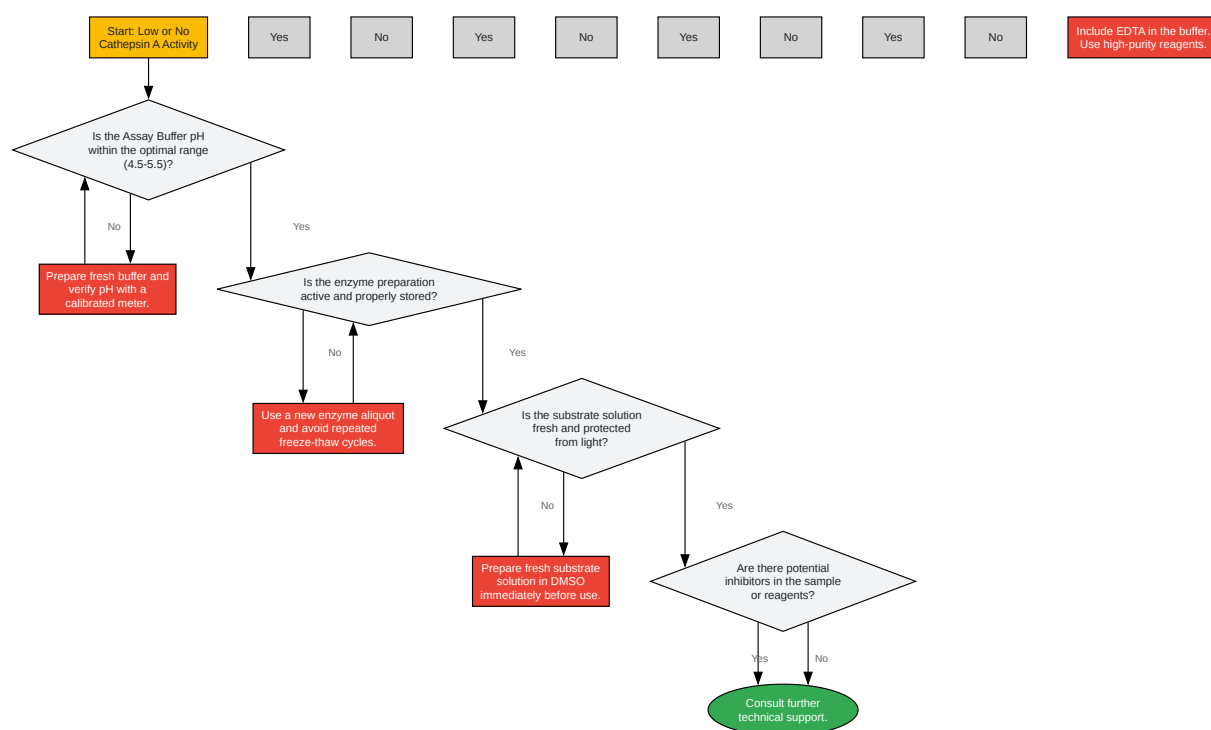 Start: Low or No
Cathepsin A Activity
Yes
No
Yes
No
Yes
No
Yes
No
Include EDTA in the buffer.
Use high-purity reagents.
Is the Assay Buffer pH
within the optimal range
(4.5-5.5)?
No
Yes
Prepare fresh buffer and
verify pH with a
calibrated meter.
Is the enzyme preparation
active and properly stored?
No
Yes
Use a new enzyme aliquot
and avoid repeated
freeze-thaw cycles.
Is the substrate solution
fresh and protected
from light?
No
Yes
Prepare fresh substrate
solution in DMSO
immediately before use.
Are there potential
inhibitors in the sample
or reagents?
Yes
No
Consult further
technical support.